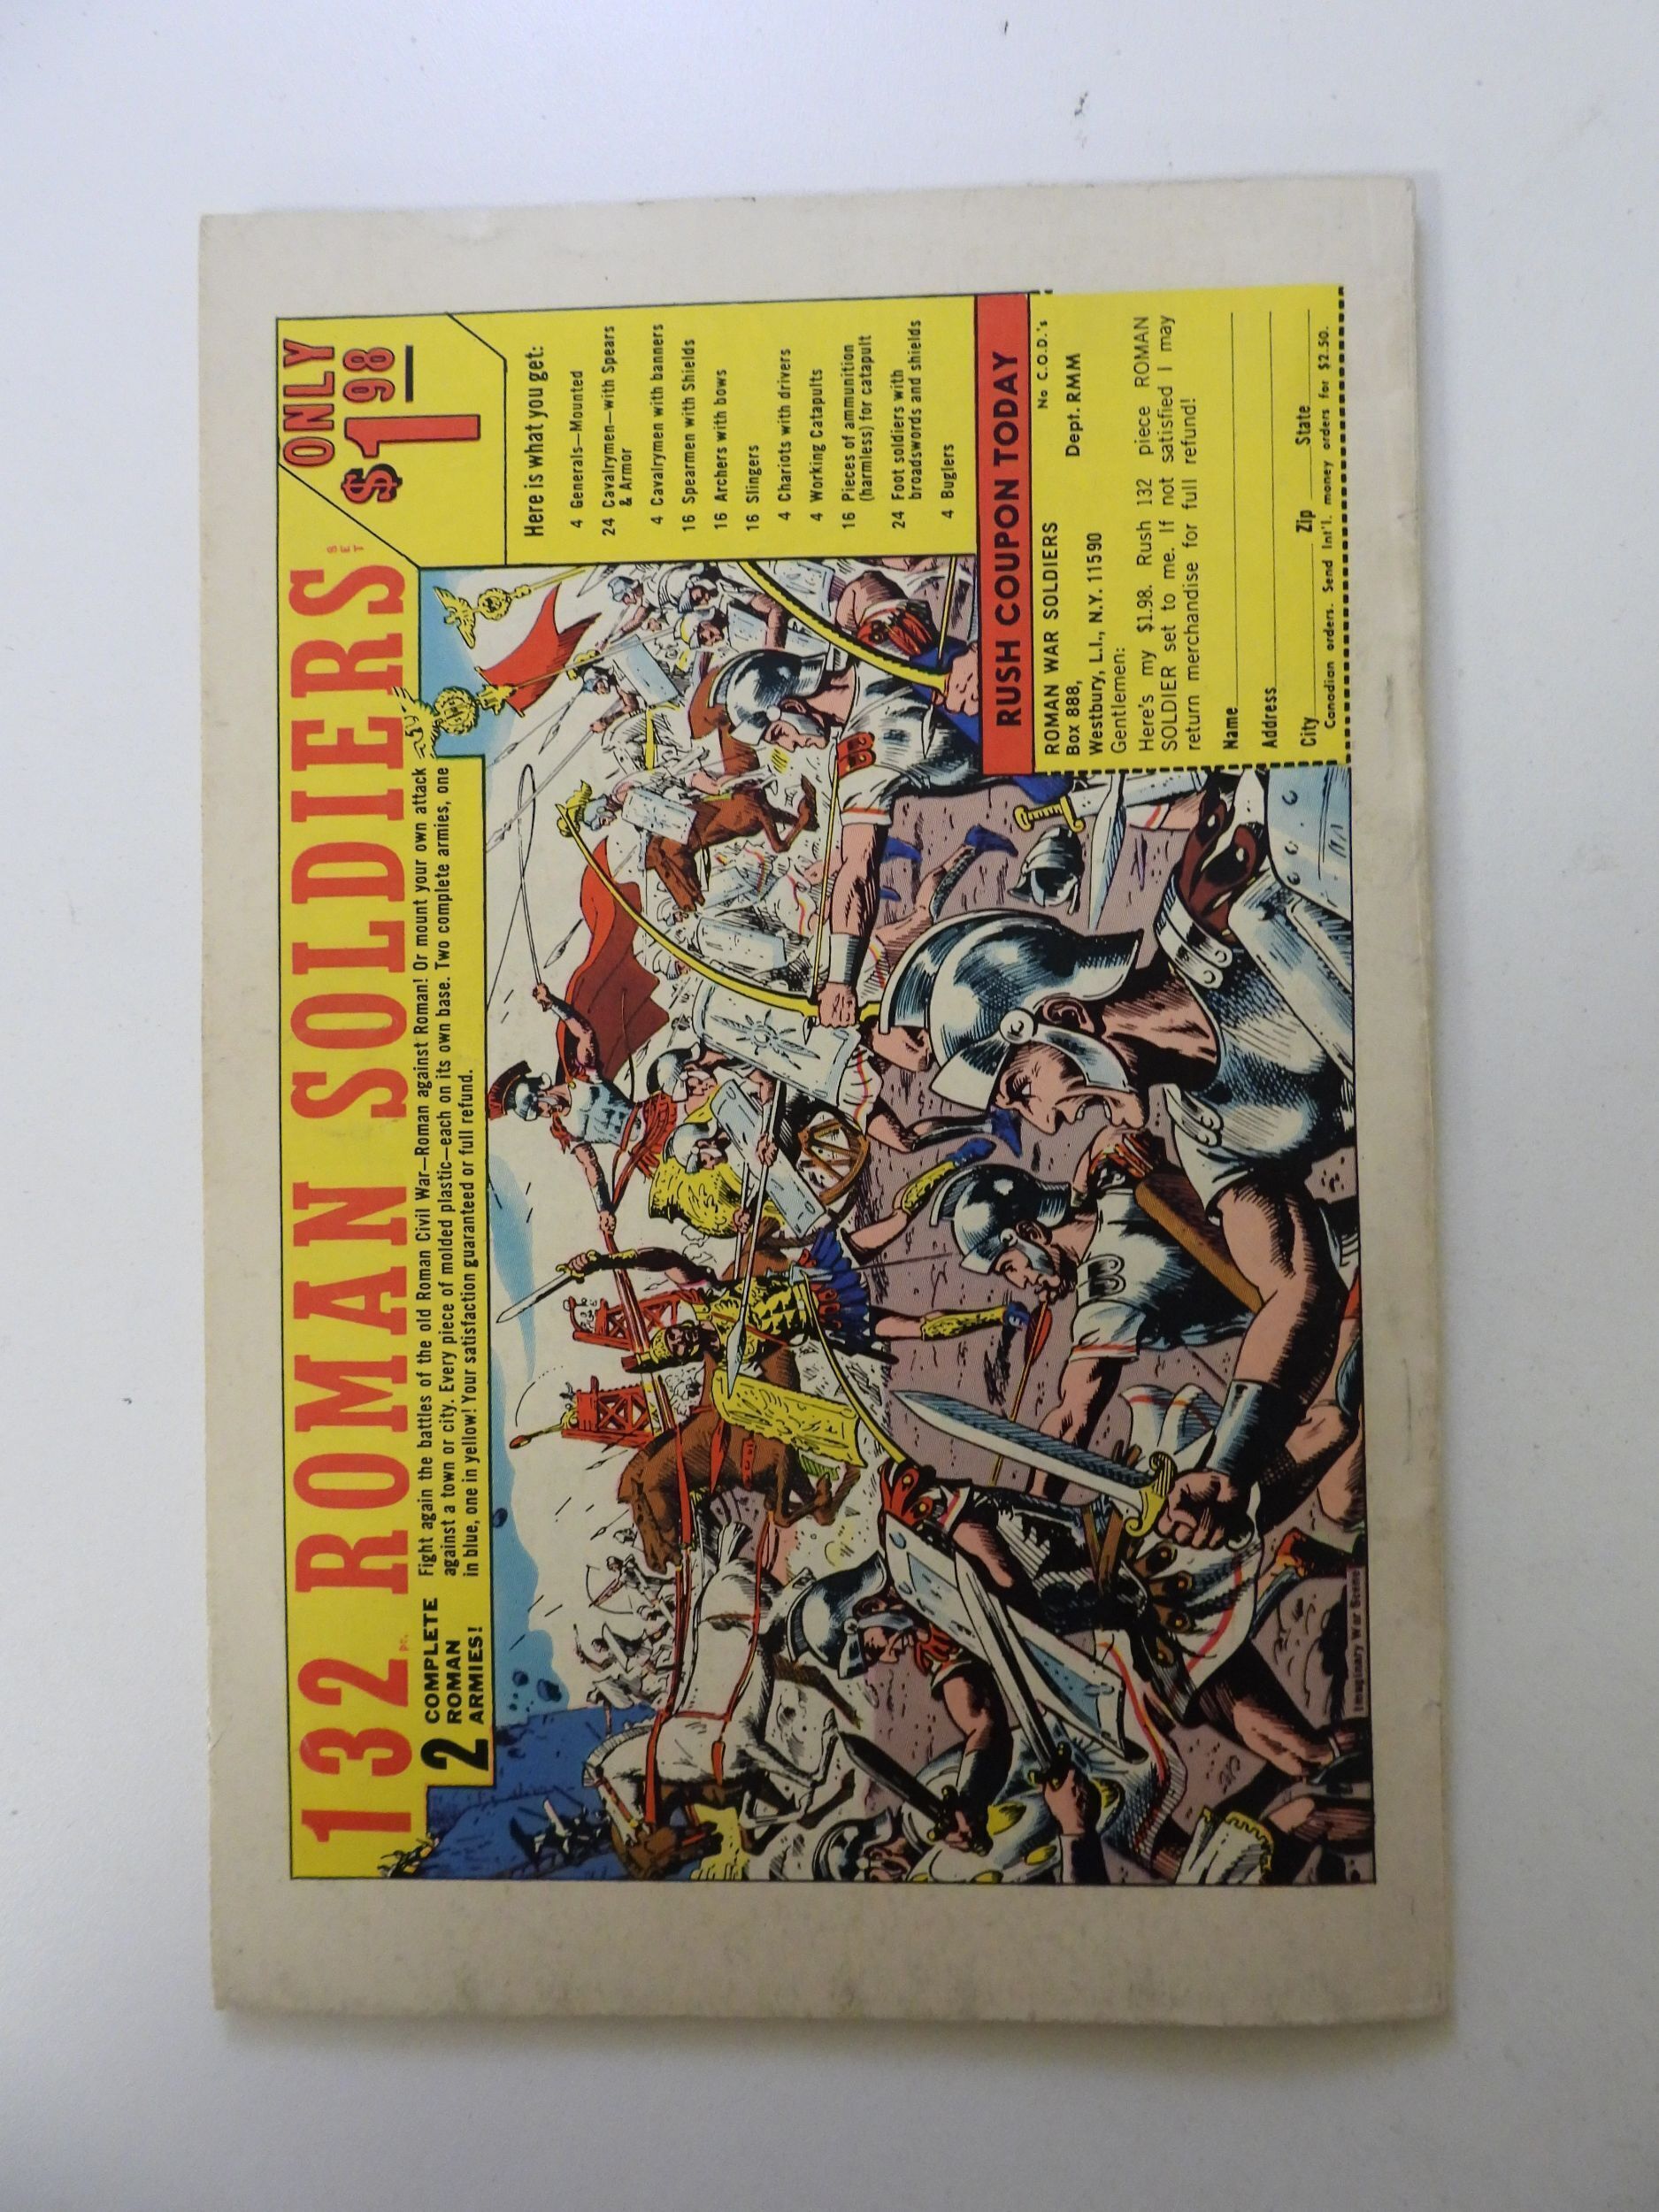 132 PC. ROMAN SOLDIERS SET
ONLY
$1.98
2 COMPLETE
ROMAN
ARMIES!
Fight again the battles of the old Roman Civil War—Roman against Roman! Or mount your own attack
against a town or city. Every piece of molded plastic—each on its own base. Two complete armies, one
in blue, one in yellow! Your satisfaction guaranteed or full refund.
Here is what you get:
4 Generals—Mounted
24 Cavalrymen—with Spears
& Armor
4 Cavalrymen with banners
16 Spearmen with Shields
16 Archers with bows
16 Slingers
4 Chariots with drivers
4 Working Catapults
16 Pieces of ammunition
(harmless) for catapult
24 Foot soldiers with
broadswords and shields
4 Buglers
RUSH COUPON TODAY
No C.O.D.'s
ROMAN WAR SOLDIERS
Box 888, Dept. RMM
Westbury, L.I., N.Y. 11590
Gentlemen:
Here's my $1.98. Rush 132 piece ROMAN
SOLDIER set to me. If not satisfied I may
return merchandise for full refund!
Name
Address
City Zip State
Canadian orders. Send Int'l. money orders for $2.50.
Imaginary War Scene